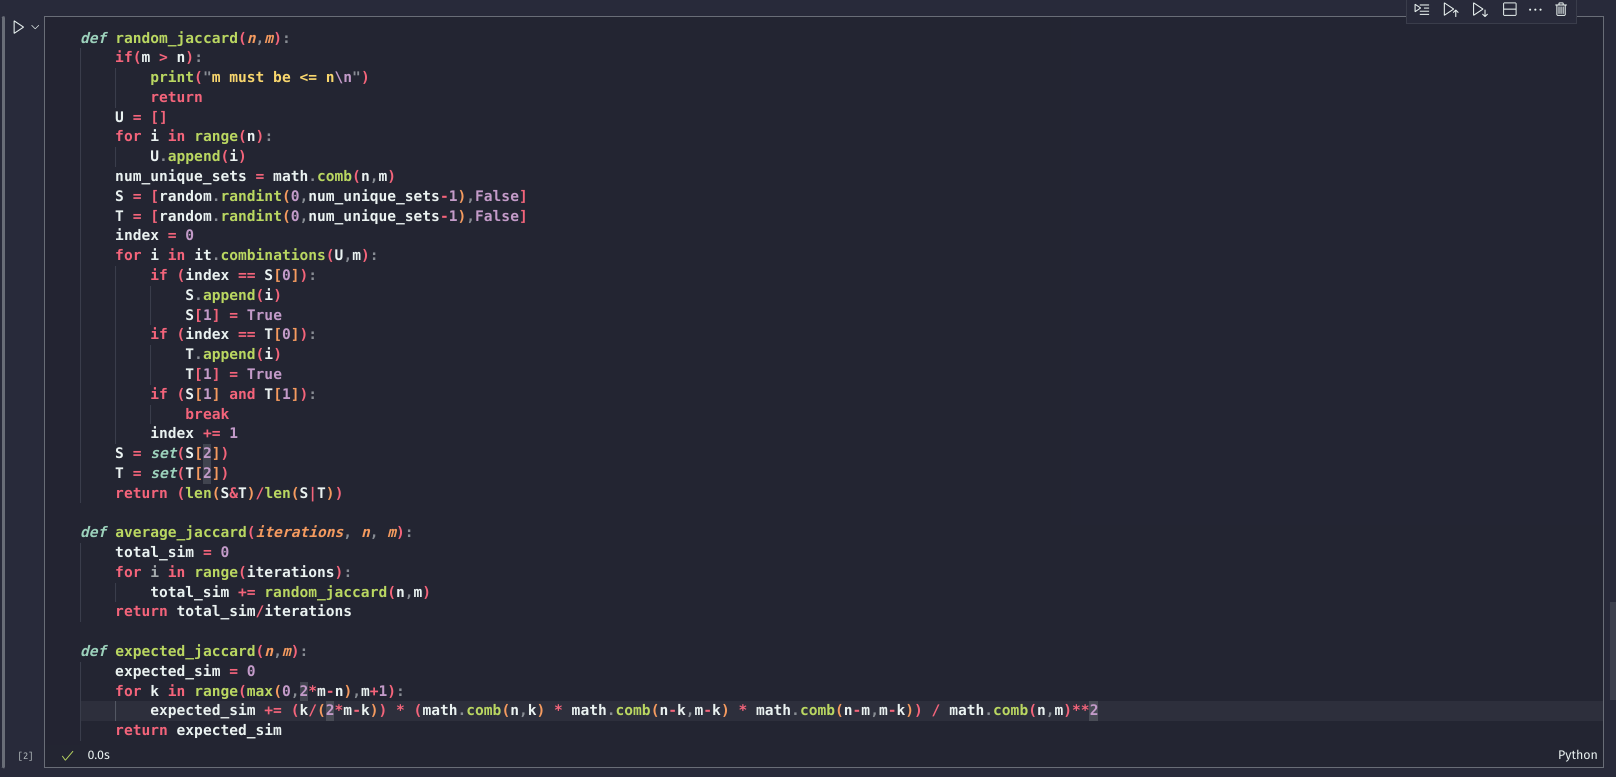 def random_jaccard(n,m):
    if(m > n):
        print("m must be <= n\n")
        return
    U = []
    for i in range(n):
        U.append(i)
    num_unique_sets = math.comb(n,m)
    S = [random.randint(0,num_unique_sets-1),False]
    T = [random.randint(0,num_unique_sets-1),False]
    index = 0
    for i in it.combinations(U,m):
        if (index == S[0]):
            S.append(i)
            S[1] = True
        if (index == T[0]):
            T.append(i)
            T[1] = True
        if (S[1] and T[1]):
            break
        index += 1
    S = set(S[2])
    T = set(T[2])
    return (len(S&T)/len(S|T))

def average_jaccard(iterations, n, m):
    total_sim = 0
    for i in range(iterations):
        total_sim += random_jaccard(n,m)
    return total_sim/iterations

def expected_jaccard(n,m):
    expected_sim = 0
    for k in range(max(0,2*m-n),m+1):
        expected_sim += (k/(2*m-k)) * (math.comb(n,k) * math.comb(n-k,m-k) * math.comb(n-m,m-k)) / math.comb(n,m)**2
    return expected_sim
[2] 0.0s Python